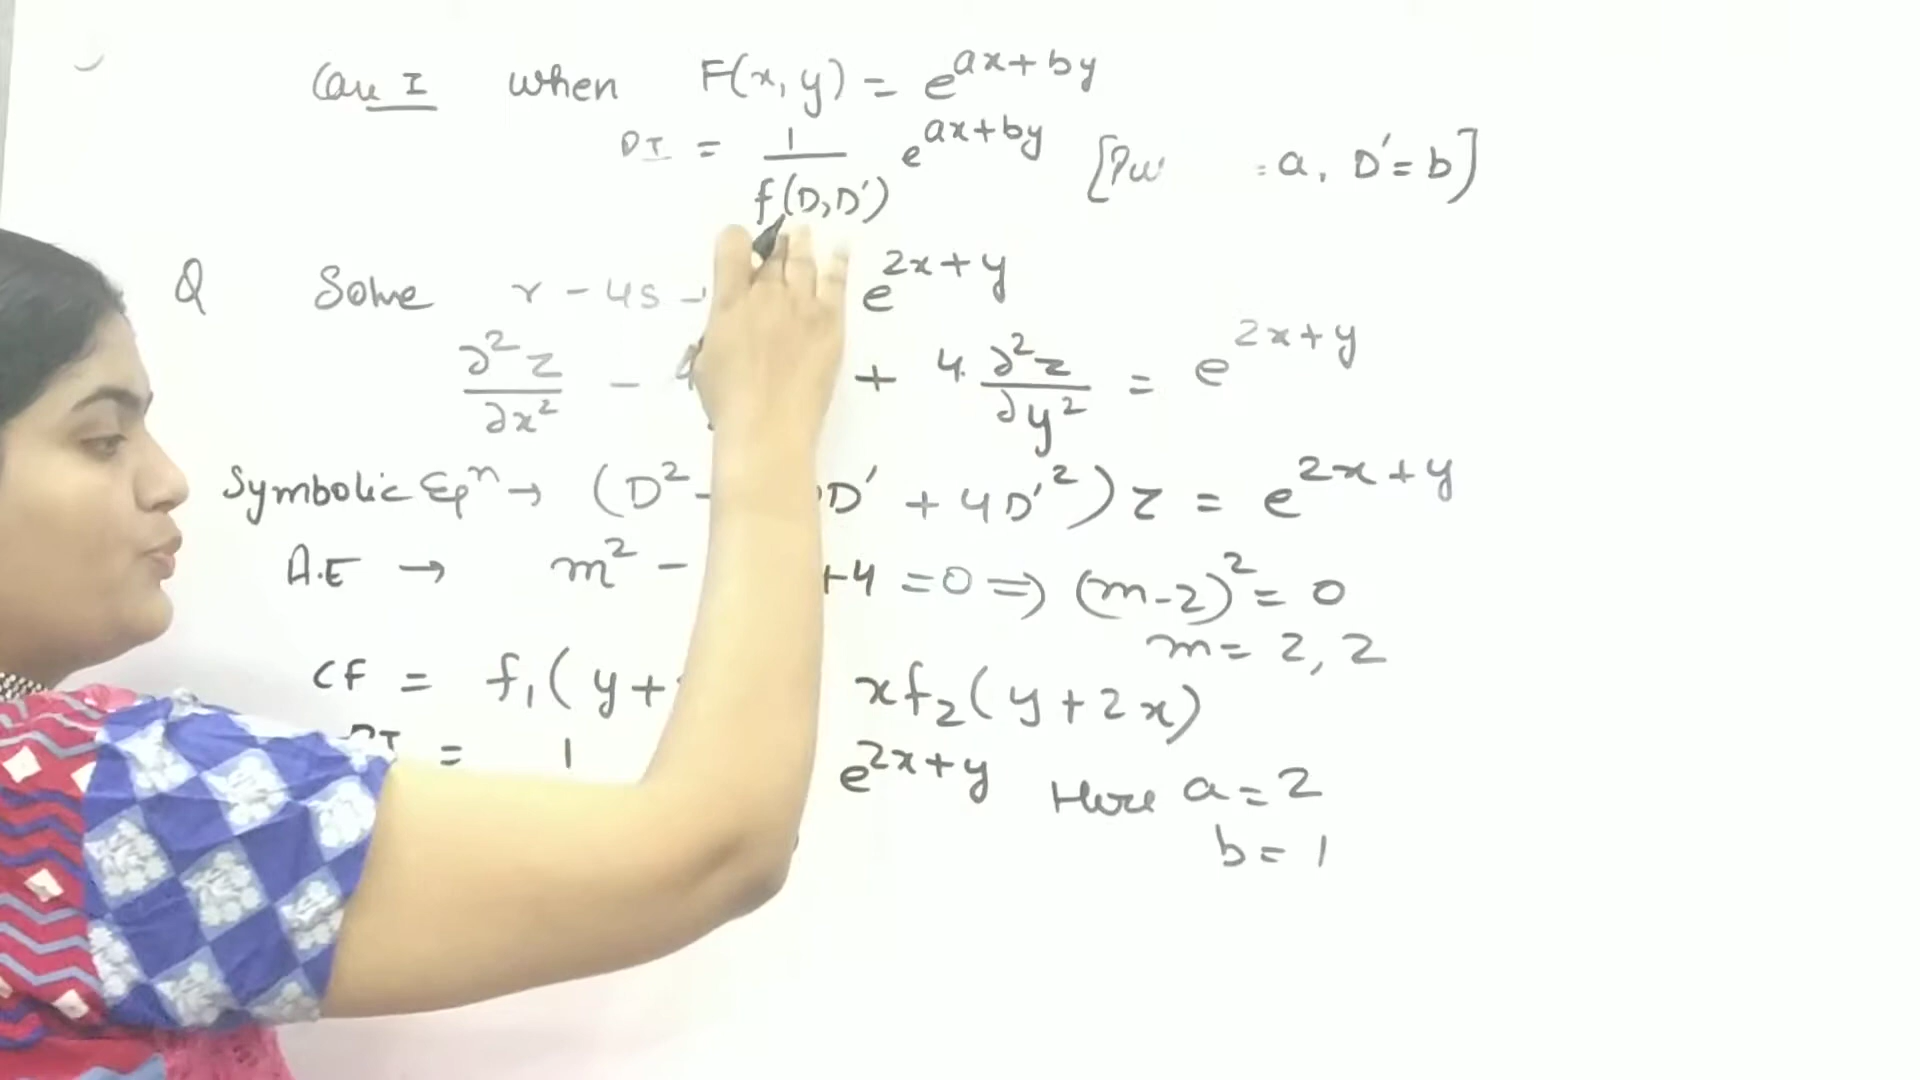 Case I when F(x, y) = e^{ax+by}
PI = 1/f(D,D') e^{ax+by} [Pu = a, D' = b]
Q Solve r - 4s + e^{2x+y}
∂²z/∂x² - 4 + 4. ∂²z/∂y² = e^{2x+y}
Symbolic Eqⁿ → (D² - D' + 4D'²) z = e^{2x+y}
A.E → m² - +4 = 0 ⇒ (m-2)² = 0
m = 2, 2
CF = f₁(y+ xf₂(y+2x)
PI = 1 e^{2x+y} Here a = 2
b = 1